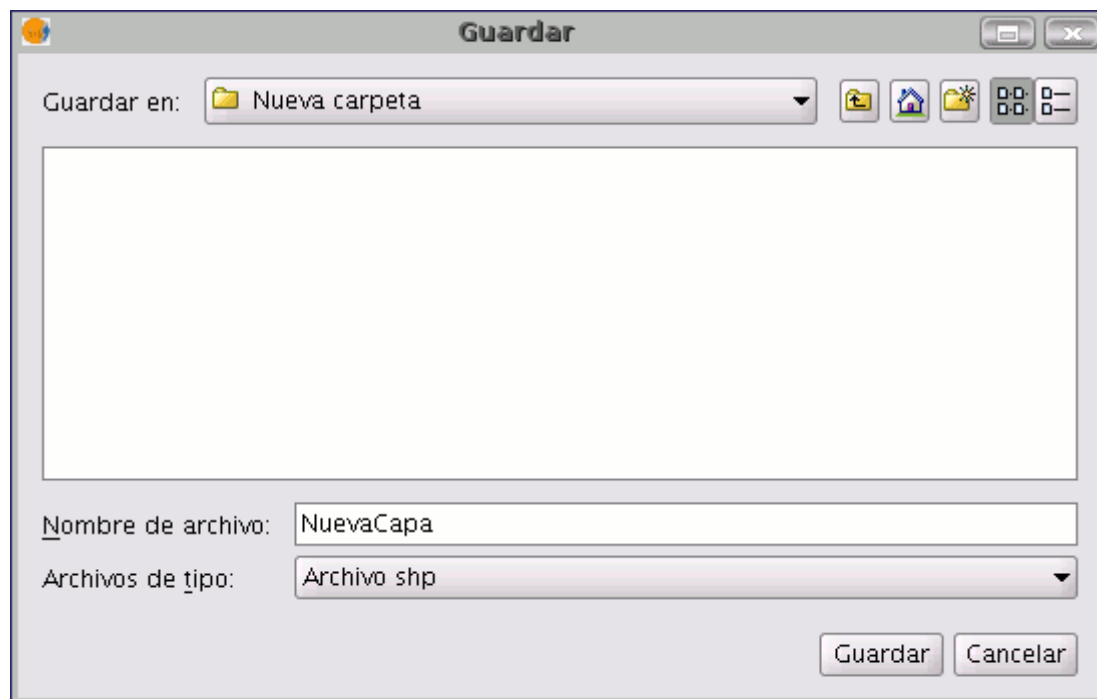 Guardar
Guardar en: Nueva carpeta
Nombre de archivo: NuevaCapa
Archivos de tipo: Archivo shp
Guardar Cancelar